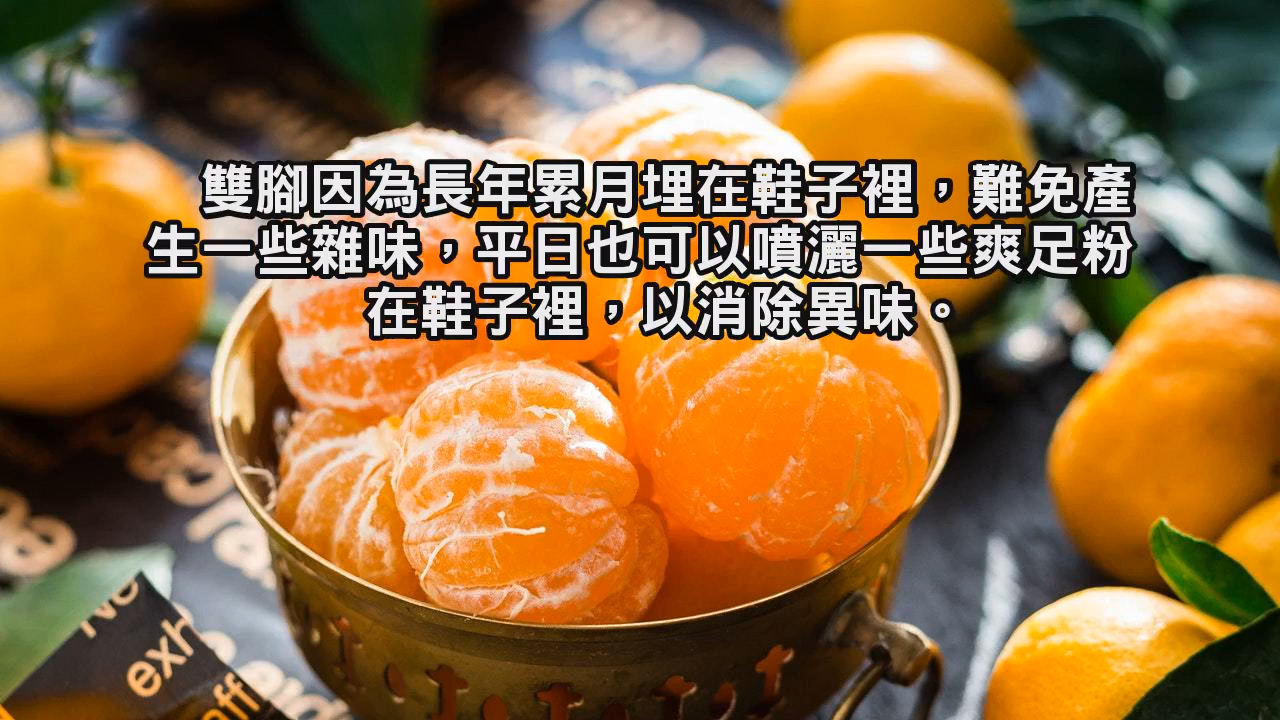 雙腳因為長年累月埋在鞋子裡，難免產
生一些雜味，平日也可以噴灑一些爽足粉
在鞋子裡，以消除異味。
exh